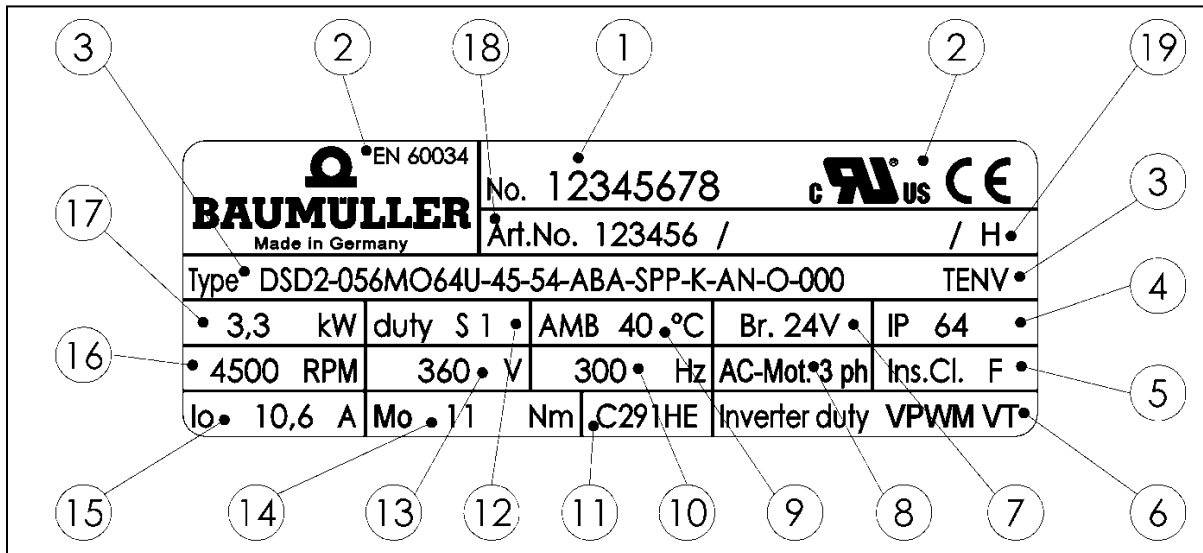 3 2 18 1 2 19
EN 60034
BAUMÜLLER
Made in Germany
No. 12345678 c RU ® US CE
Art.No. 123456 / / H
3
17
Type DSD2-056MO64U-45-54-ABA-SPP-K-AN-O-000 TENV
4
3,3 kW duty S 1 AMB 40 °C Br. 24V IP 64
16
4500 RPM 360 V 300 Hz AC-Mot. 3 ph Ins.Cl. F
5
Io 10,6 A Mo 11 Nm C291HE Inverter duty VPWM VT
15 14 13 12 11 10 9 8 7 6